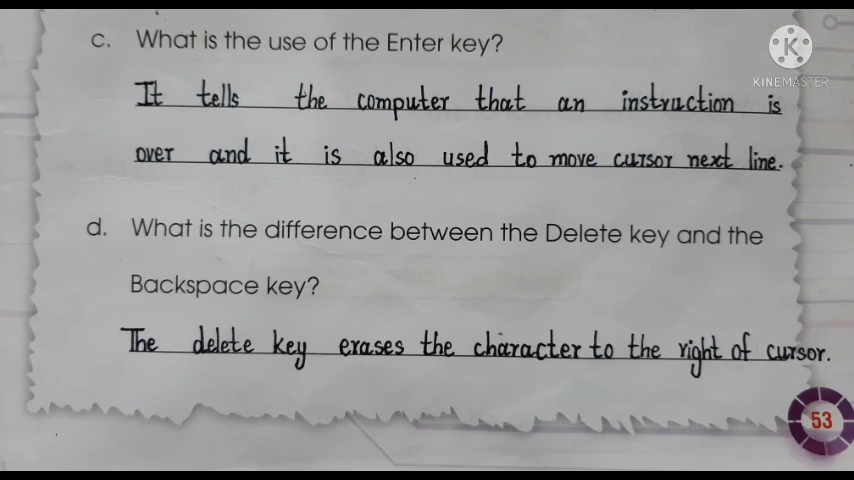 c. What is the use of the Enter key?
K
KINEMASTER
It tells the computer that an instruction is
over and it is also used to move cursor next line.
d. What is the difference between the Delete key and the
Backspace key?
The delete key erases the character to the right of cursor.
53